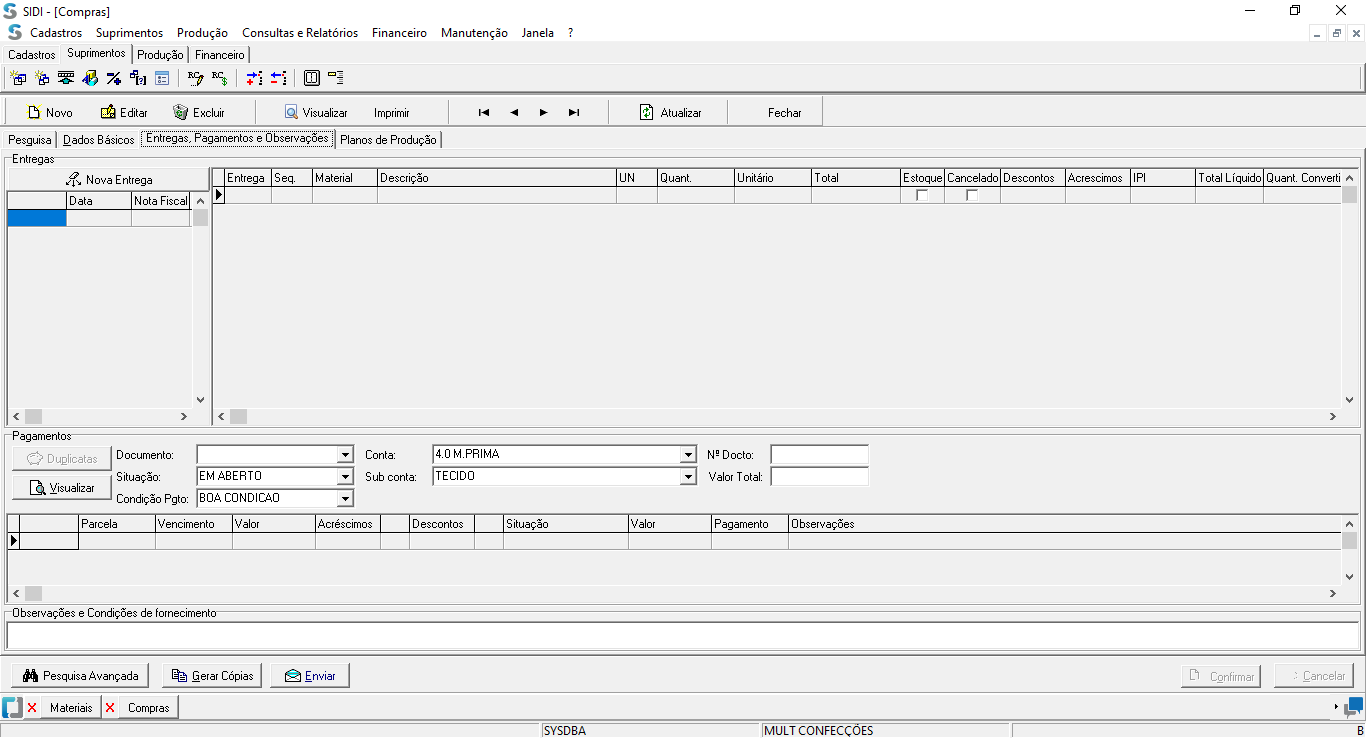 SIDI - [Compras]
Cadastros Suprimentos Produção Consultas e Relatórios Financeiro Manutenção Janela ?
Cadastros Suprimentos Produção Financeiro
Novo Editar Excluir Visualizar Imprimir Atualizar Fechar
Pesquisa Dados Básicos Entregas, Pagamentos e Observações Planos de Produção
Entregas
Nova Entrega
Data Nota Fiscal
Entrega Seq. Material Descrição UN Quant. Unitário Total Estoque Cancelado Descontos Acrescimos IPI Total Líquido Quant. Converti
Pagamentos
Duplicatas
Visualizar
Documento: Conta: 4.0 M.PRIMA Nº Docto:
Situação: EM ABERTO Sub conta: TECIDO Valor Total:
Condição Pgto: BOA CONDICAO
Parcela Vencimento Valor Acréscimos Descontos Situação Valor Pagamento Observações
Observações e Condições de fornecimento
Pesquisa Avançada Gerar Cópias Enviar Confirmar Cancelar
Materiais Compras
SYSDBA MULT CONFECÇÕES B